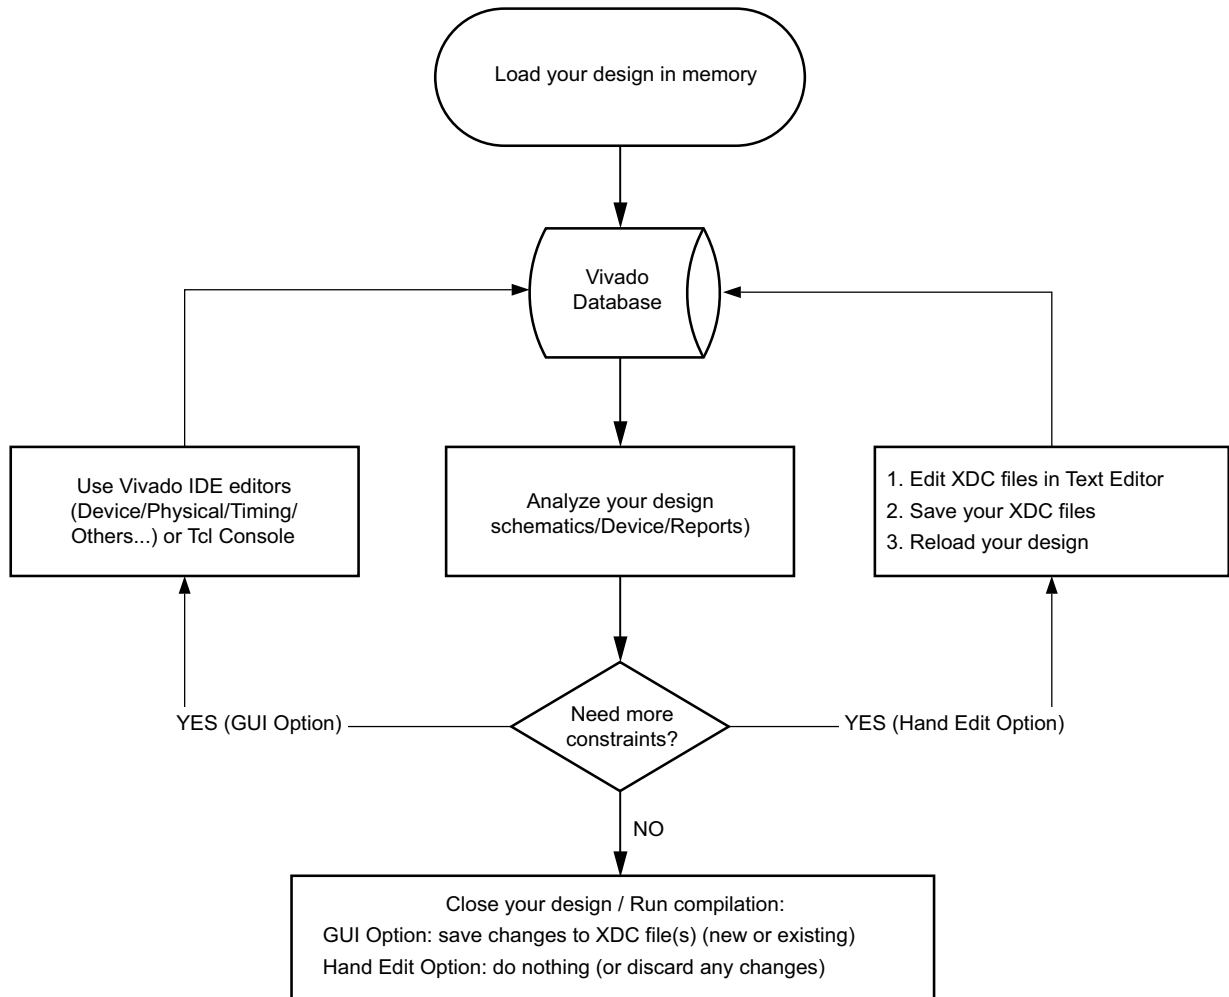 Load your design in memory
Vivado
Database
Use Vivado IDE editors
(Device/Physical/Timing/
Others...) or Tcl Console
Analyze your design
schematics/Device/Reports)
1. Edit XDC files in Text Editor
2. Save your XDC files
3. Reload your design
YES (GUI Option)
Need more
constraints?
YES (Hand Edit Option)
NO
Close your design / Run compilation:
GUI Option: save changes to XDC file(s) (new or existing)
Hand Edit Option: do nothing (or discard any changes)